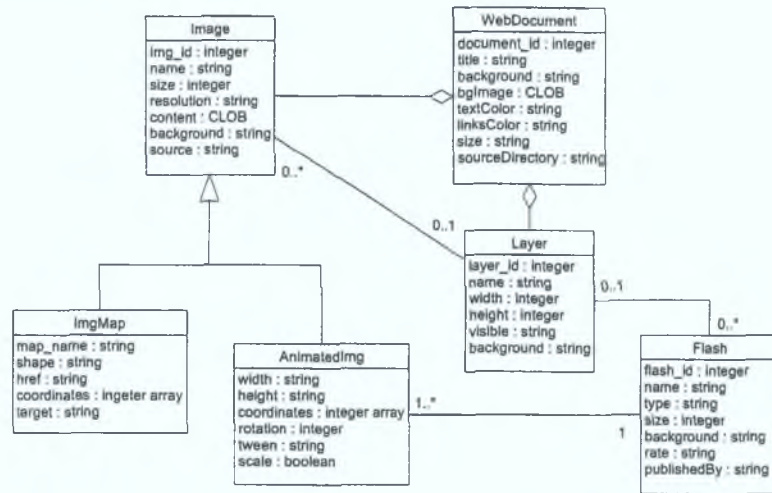 Image
img_id : integer
name : string
size : integer
resolution : string
content : CLOB
background : string
source : string
WebDocument
document_id : integer
title : string
background : string
bgImage : CLOB
textColor : string
linksColor : string
size : string
sourceDirectory : string
0..*
0..1
Layer
layer_id : integer
name : string
width : integer
height : integer
visible : string
background : string
0..1
0..*
ImgMap
map_name : string
shape : string
href : string
coordinates : ingeter array
target : string
AnimatedImg
width : string
height : string
coordinates : integer array
rotation : integer
tween : string
scale : boolean
1..*
1
Flash
flash_id : integer
name : string
type : string
size : integer
background : string
rate : string
publishedBy : string